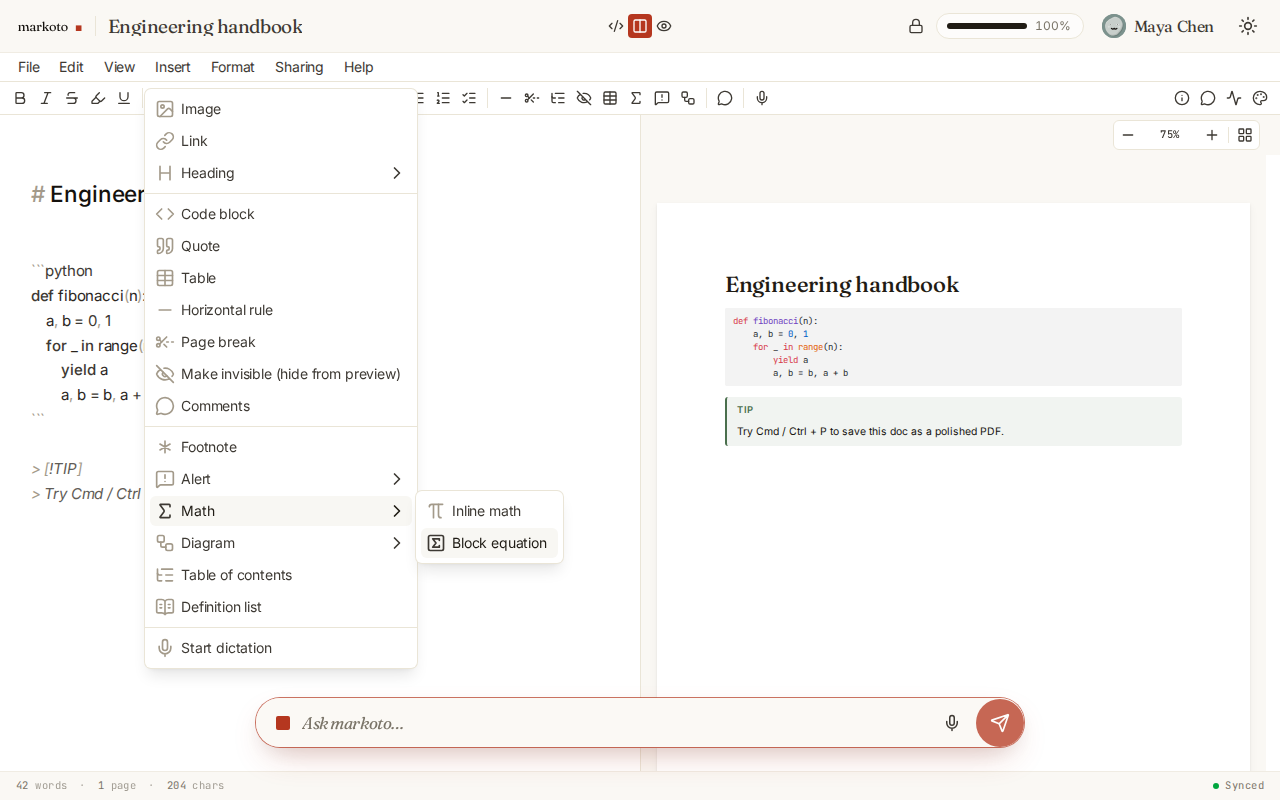 markoto
Engineering handbook
100%
Maya Chen
File Edit View Insert Format Sharing Help
75%
Image
Link
Heading
Code block
Quote
Table
Horizontal rule
Page break
Make invisible (hide from preview)
Comments
Footnote
Alert
Math
Diagram
Table of contents
Definition list
Start dictation
Inline math
Block equation
# Engineer
```python
def fibonacci(n):
a, b = 0, 1
for _ in range(
yield a
a, b = b, a +
```
> [!TIP]
> Try Cmd / Ctrl
Engineering handbook
def fibonacci(n):
a, b = 0, 1
for _ in range(n):
yield a
a, b = b, a + b
TIP
Try Cmd / Ctrl + P to save this doc as a polished PDF.
Ask markoto...
42 words · 1 page · 204 chars
Synced